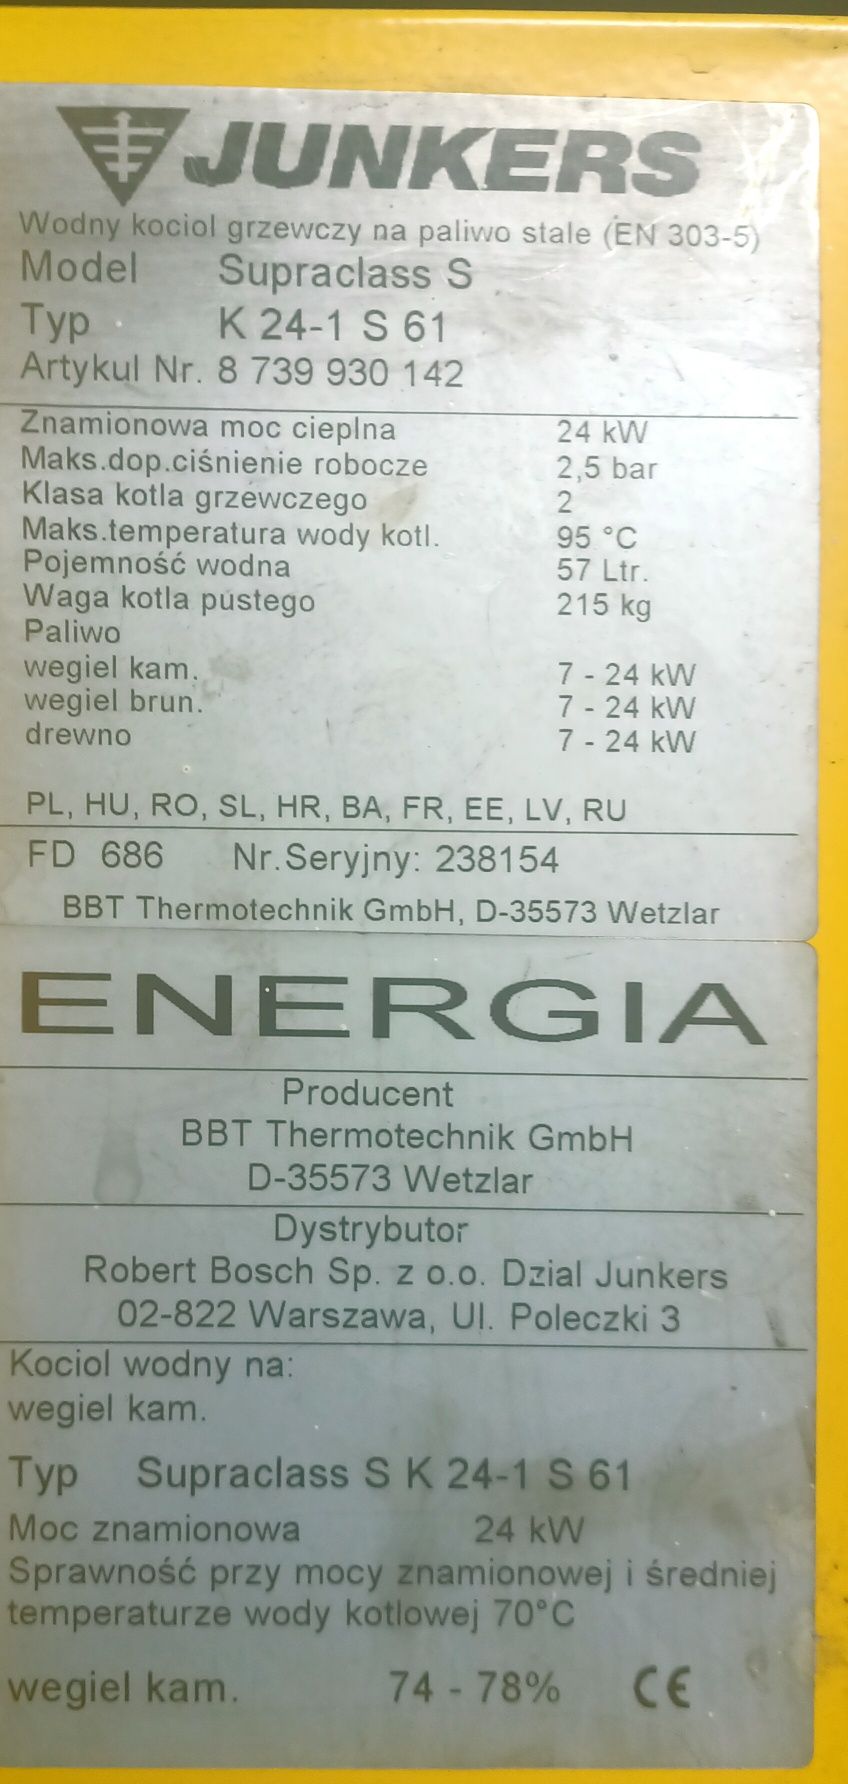 JUNKERS
Wodny kociol grzewczy na paliwo stale (EN 303-5)
Model Supraclass S
Typ K 24-1 S 61
Artykul Nr. 8 739 930 142
Znamionowa moc cieplna 24 kW
Maks.dop.ciśnienie robocze 2,5 bar
Klasa kotla grzewczego 2
Maks.temperatura wody kotl. 95 °C
Pojemność wodna 57 Ltr.
Waga kotla pustego 215 kg
Paliwo
wegiel kam. 7 - 24 kW
wegiel brun. 7 - 24 kW
drewno 7 - 24 kW
PL, HU, RO, SL, HR, BA, FR, EE, LV, RU
FD 686 Nr.Seryjny: 238154
BBT Thermotechnik GmbH, D-35573 Wetzlar
ENERGIA
Producent
BBT Thermotechnik GmbH
D-35573 Wetzlar
Dystrybutor
Robert Bosch Sp. z o.o. Dzial Junkers
02-822 Warszawa, Ul. Poleczki 3
Kociol wodny na:
wegiel kam.
Typ Supraclass S K 24-1 S 61
Moc znamionowa 24 kW
Sprawność przy mocy znamionowej i średniej
temperaturze wody kotlowej 70°C
wegiel kam. 74 - 78% CE